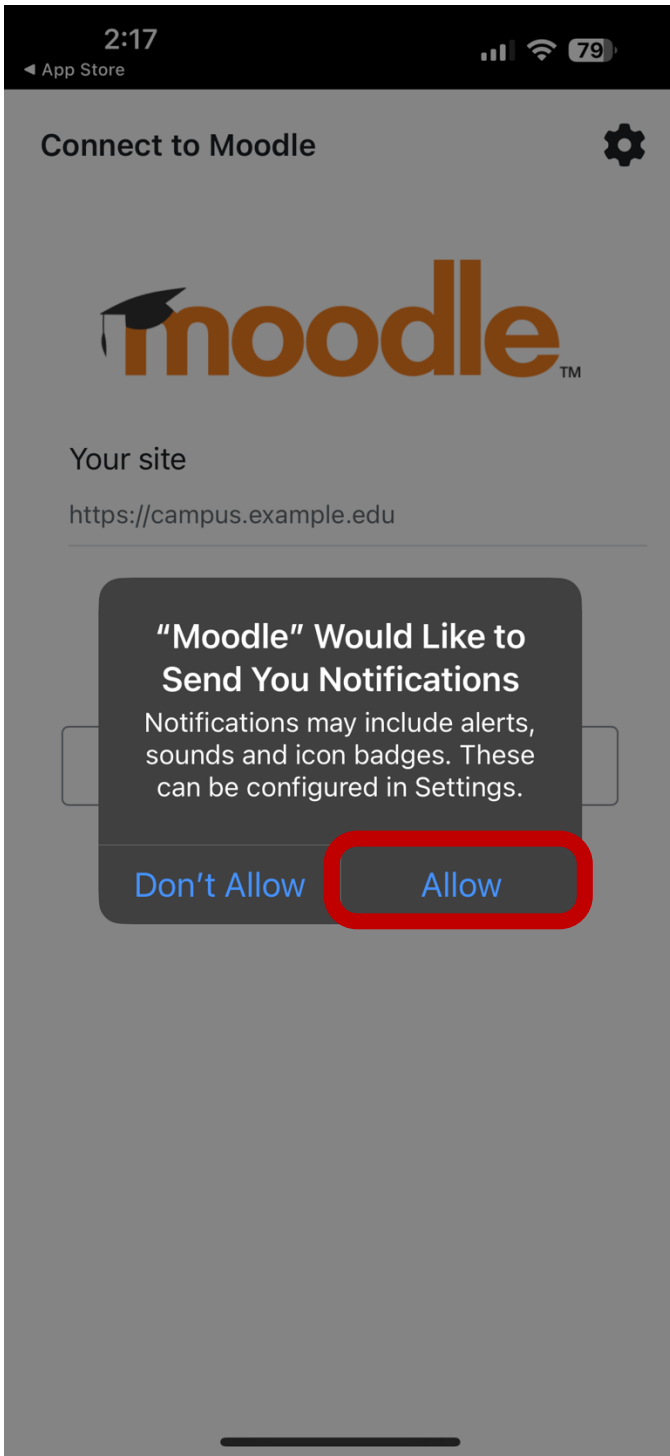 2:17
79
◀ App Store
Connect to Moodle
moodle™
Your site
https://campus.example.edu
“Moodle” Would Like to
Send You Notifications
Notifications may include alerts,
sounds and icon badges. These
can be configured in Settings.
Don’t Allow
Allow